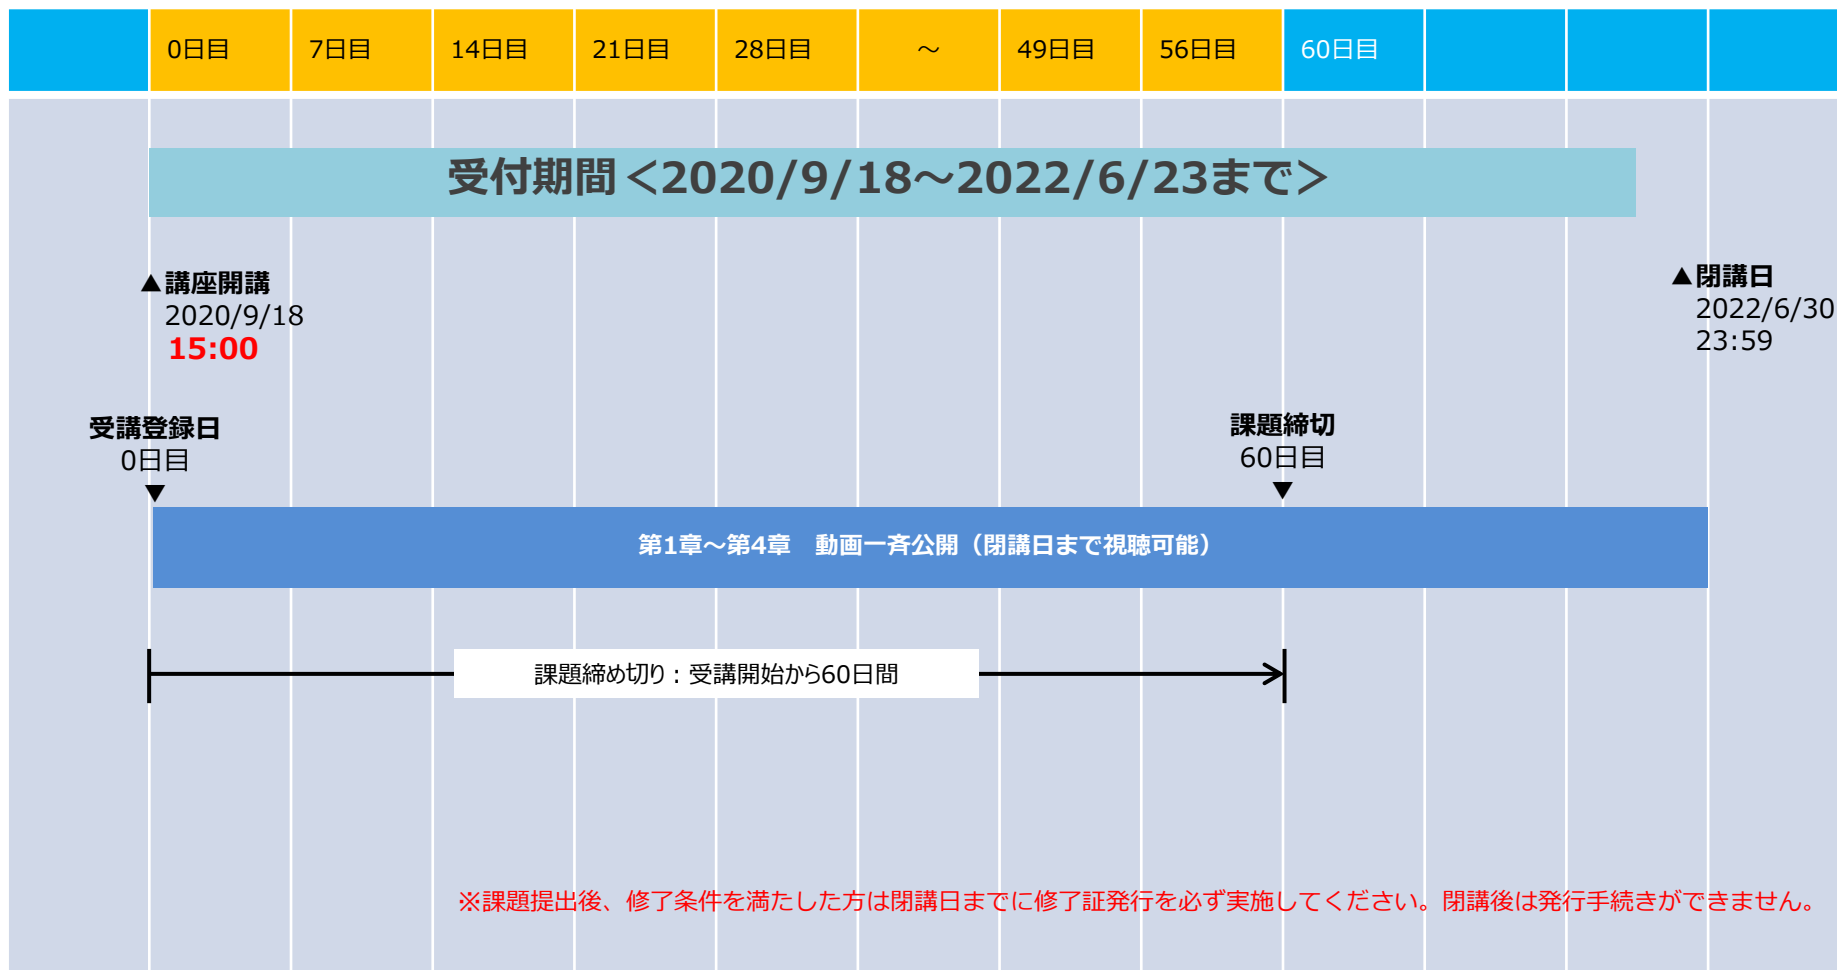 0日目 7日目 14日目 21日目 28日目 ～ 49日目 56日目 60日目
受付期間＜2020/9/18～2022/6/23まで＞
▲講座開講
2020/9/18
15:00
▲閉講日
2022/6/30
23:59
受講登録日
0日目
▼
課題締切
60日目
▼
第1章～第4章　動画一斉公開（閉講日まで視聴可能）
課題締め切り：受講開始から60日間
※課題提出後、修了条件を満たした方は閉講日までに修了証発行を必ず実施してください。閉講後は発行手続きができません。